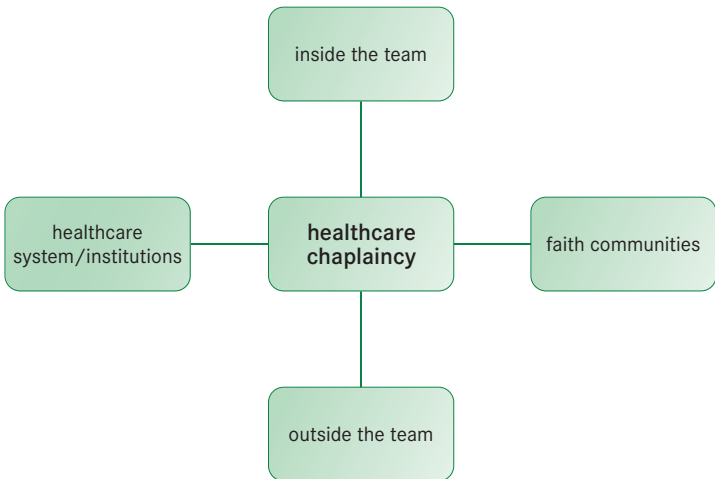 inside the team
healthcare
system/institutions
healthcare
chaplaincy
faith communities
outside the team